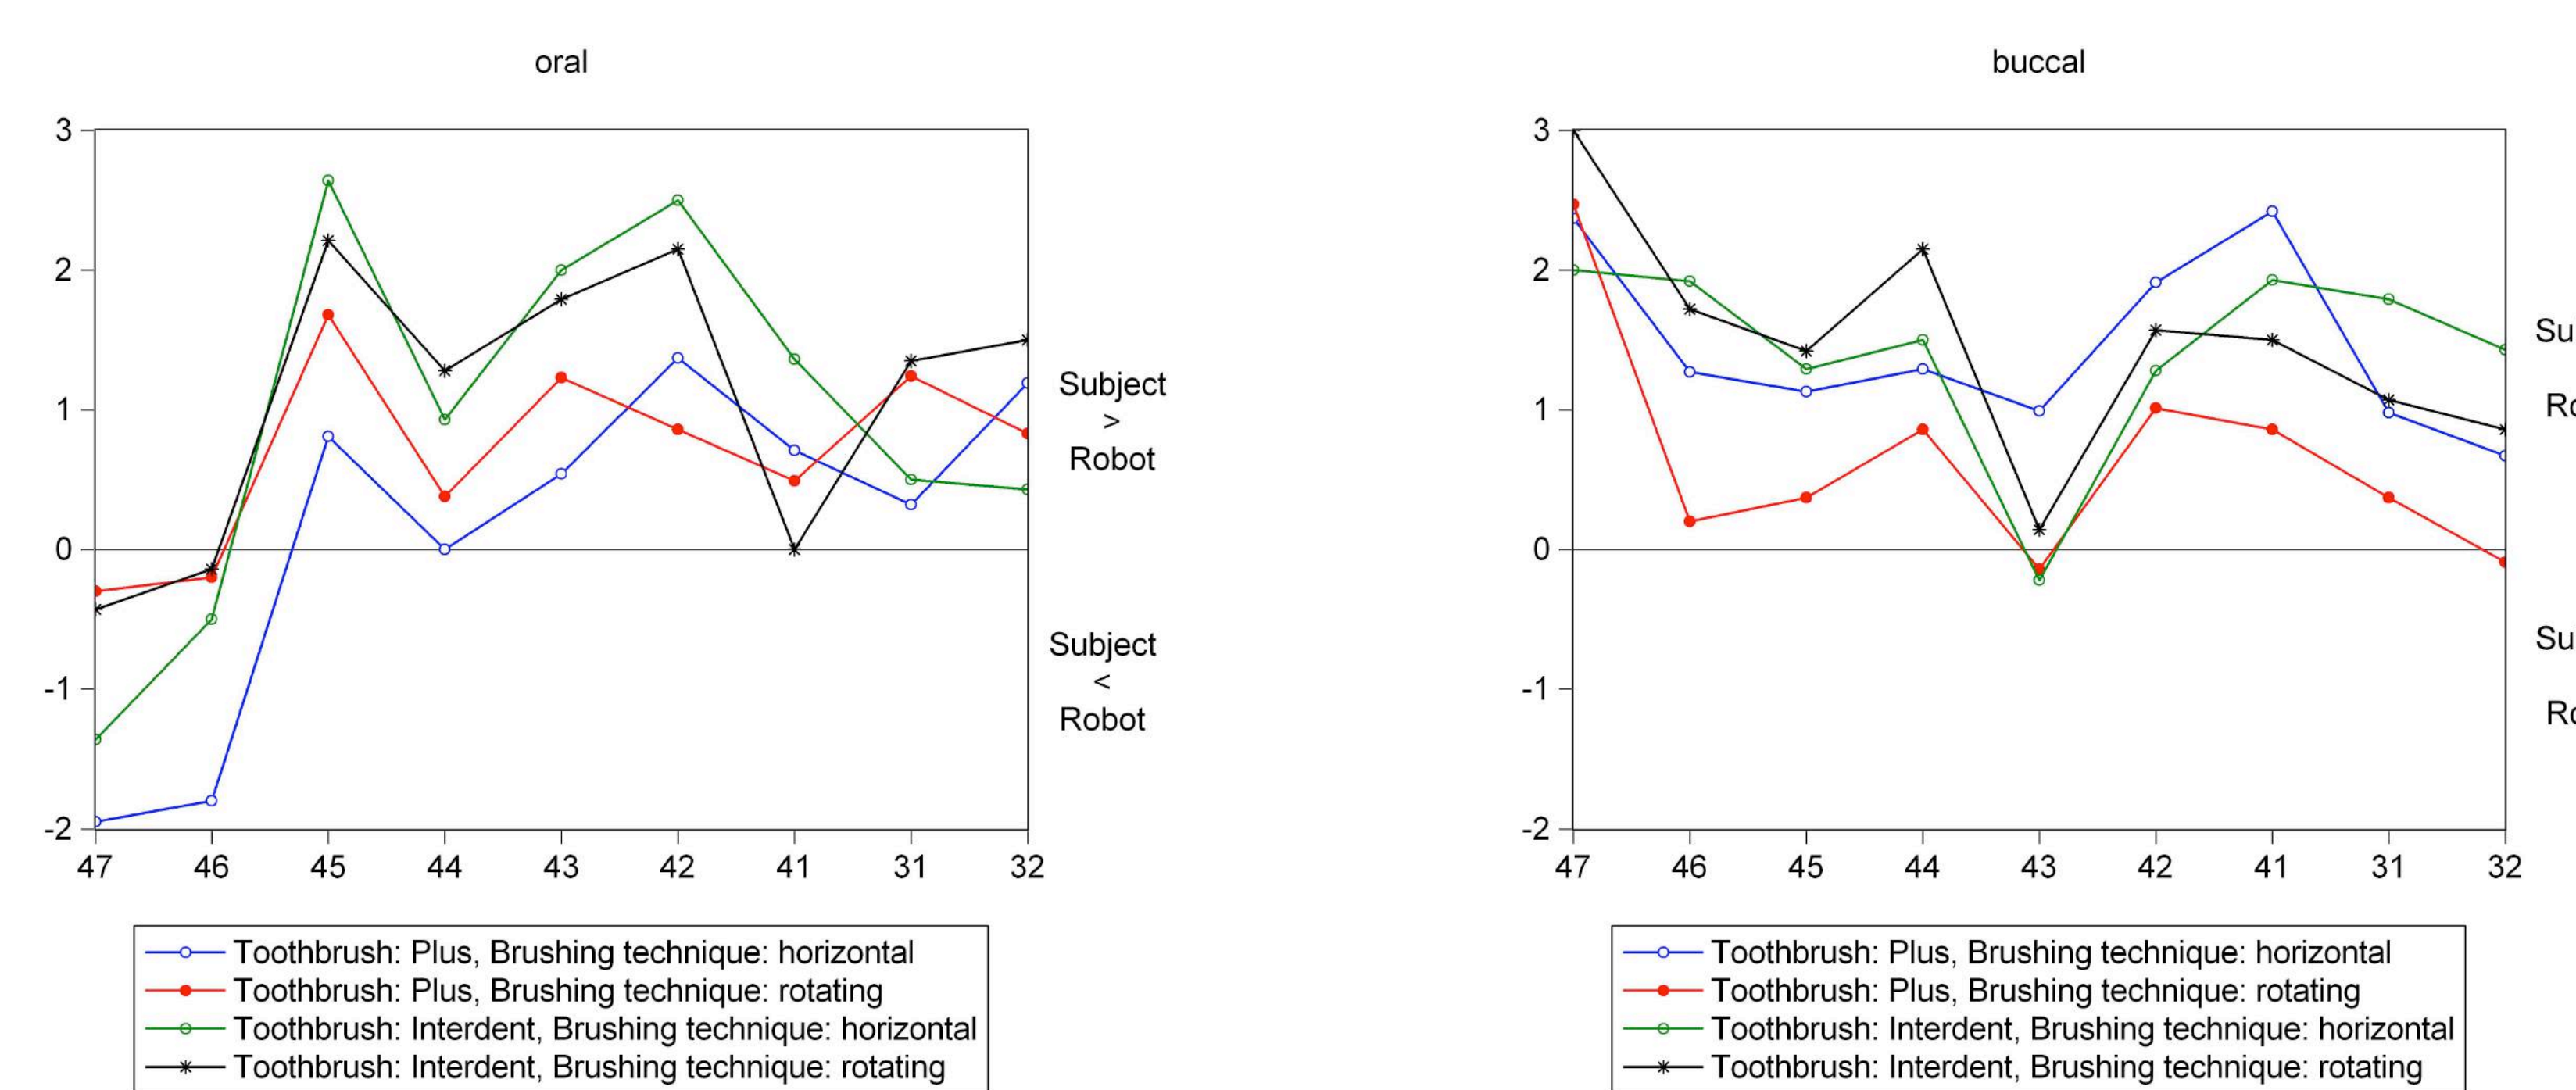 oral
3
2
1
0
-1
-2
47 46 45 44 43 42 41 31 32
Subject
>
Robot
Subject
<
Robot
Toothbrush: Plus, Brushing technique: horizontal
Toothbrush: Plus, Brushing technique: rotating
Toothbrush: Interdent, Brushing technique: horizontal
Toothbrush: Interdent, Brushing technique: rotating
buccal
3
2
1
0
-1
-2
47 46 45 44 43 42 41 31 32
Su
Ro
Su
Ro
Toothbrush: Plus, Brushing technique: horizontal
Toothbrush: Plus, Brushing technique: rotating
Toothbrush: Interdent, Brushing technique: horizontal
Toothbrush: Interdent, Brushing technique: rotating